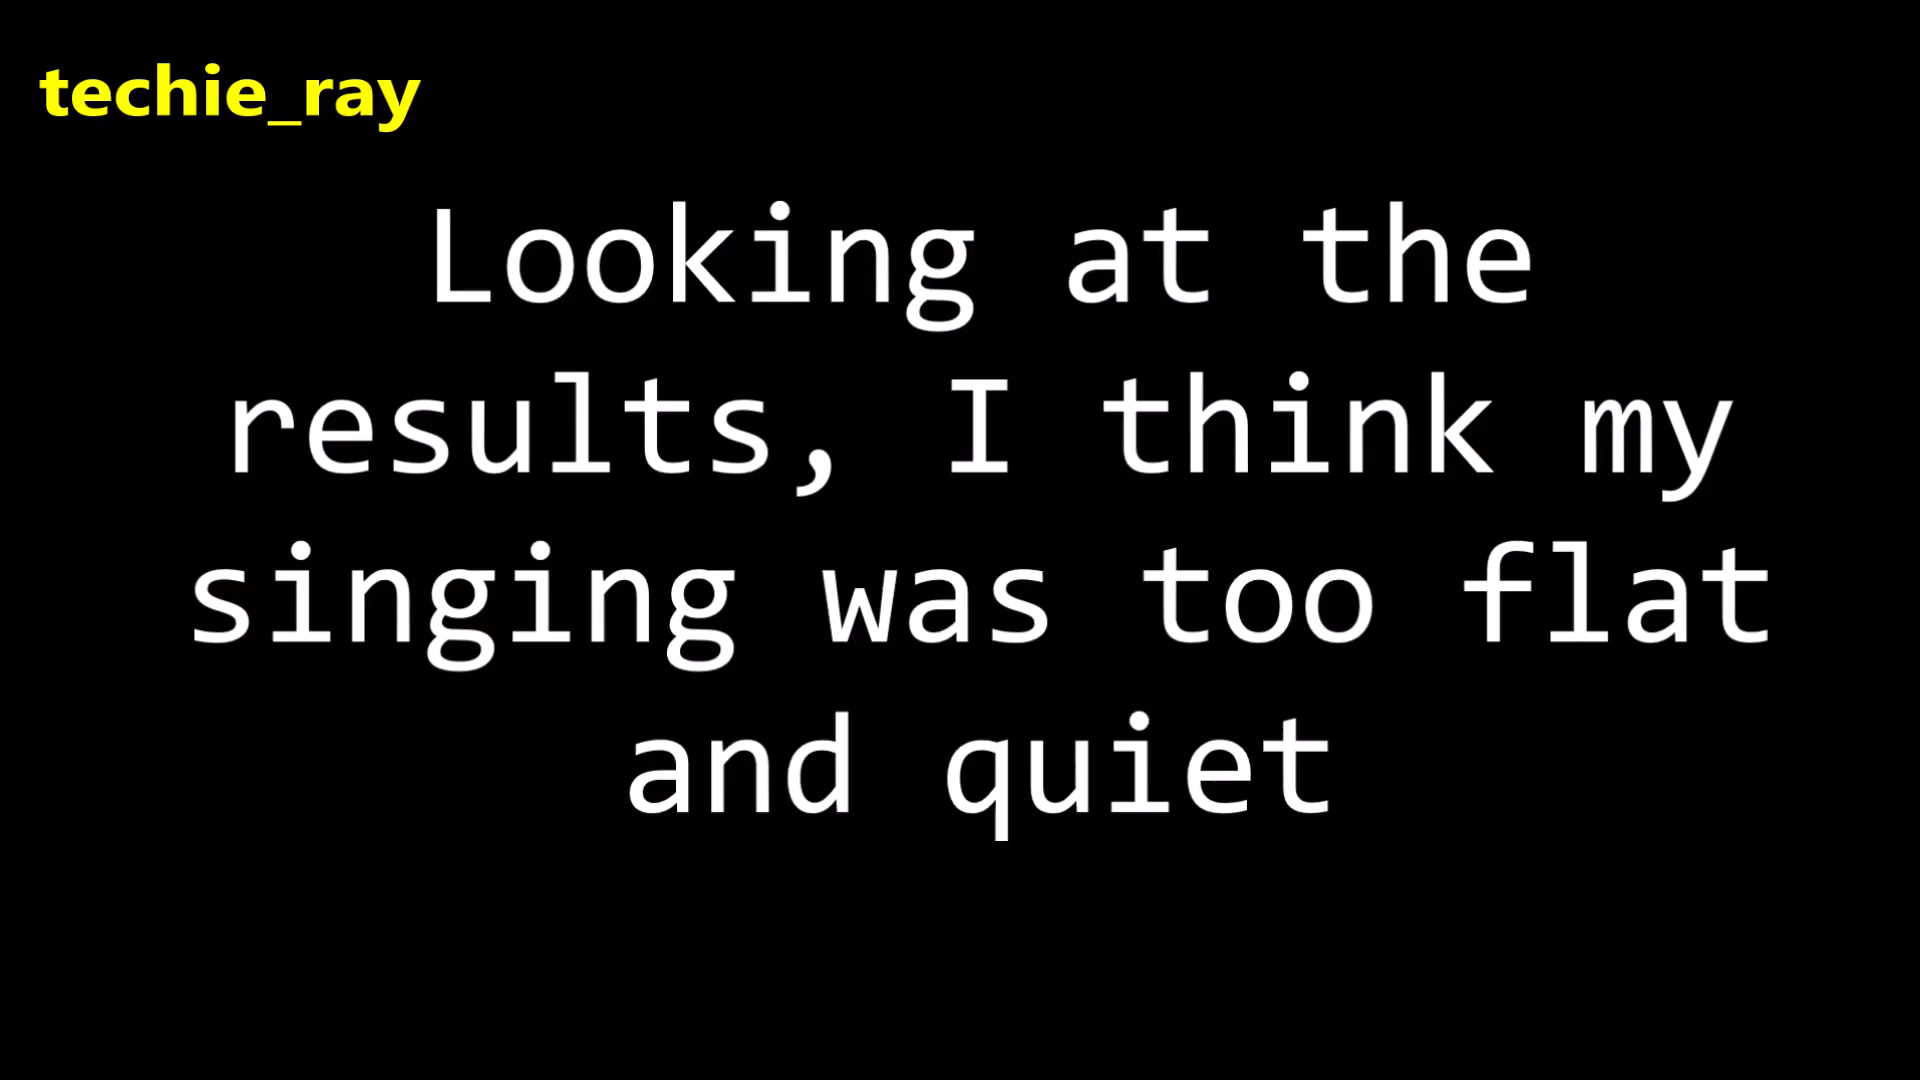 techie_ray
Looking at the
results, I think my
singing was too flat
and quiet